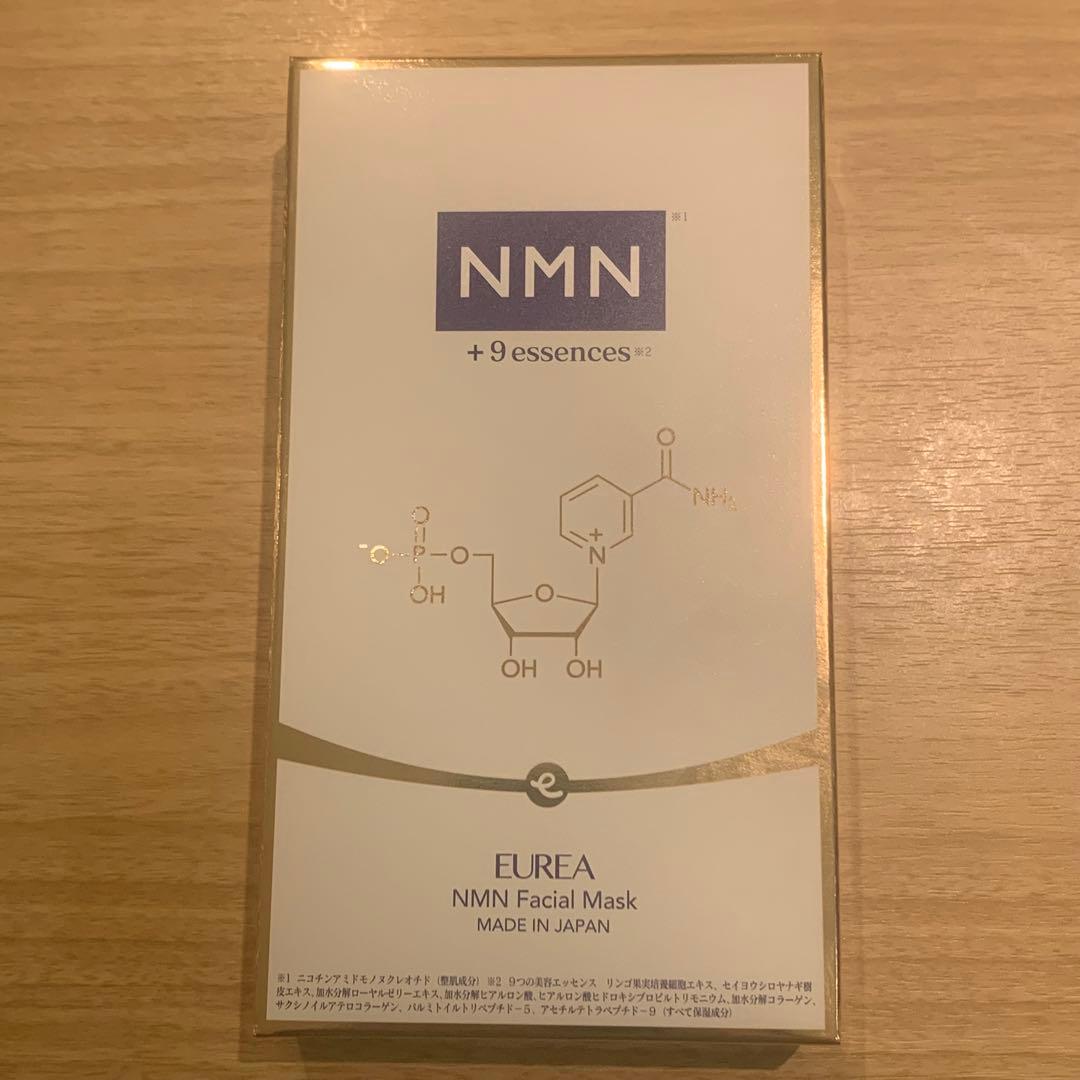 NMN ※1
+9 essences ※2
O
NH₂
O
⁻O P O
+
N
OH
O
OH OH
e
EUREA
NMN Facial Mask
MADE IN JAPAN
※1 ニコチンアミドモノヌクレオチド（整肌成分）※2 9つの美容エッセンス リンゴ果実培養細胞エキス、セイヨウシロヤナギ樹
皮エキス、加水分解ローヤルゼリーエキス、加水分解ヒアルロン酸、ヒアルロン酸ヒドロキシプロピルトリモニウム、加水分解コラーゲン、
サクシノイルアテロコラーゲン、パルミトイルトリペプチド－5、アセチルテトラペプチド－9（すべて保湿成分）